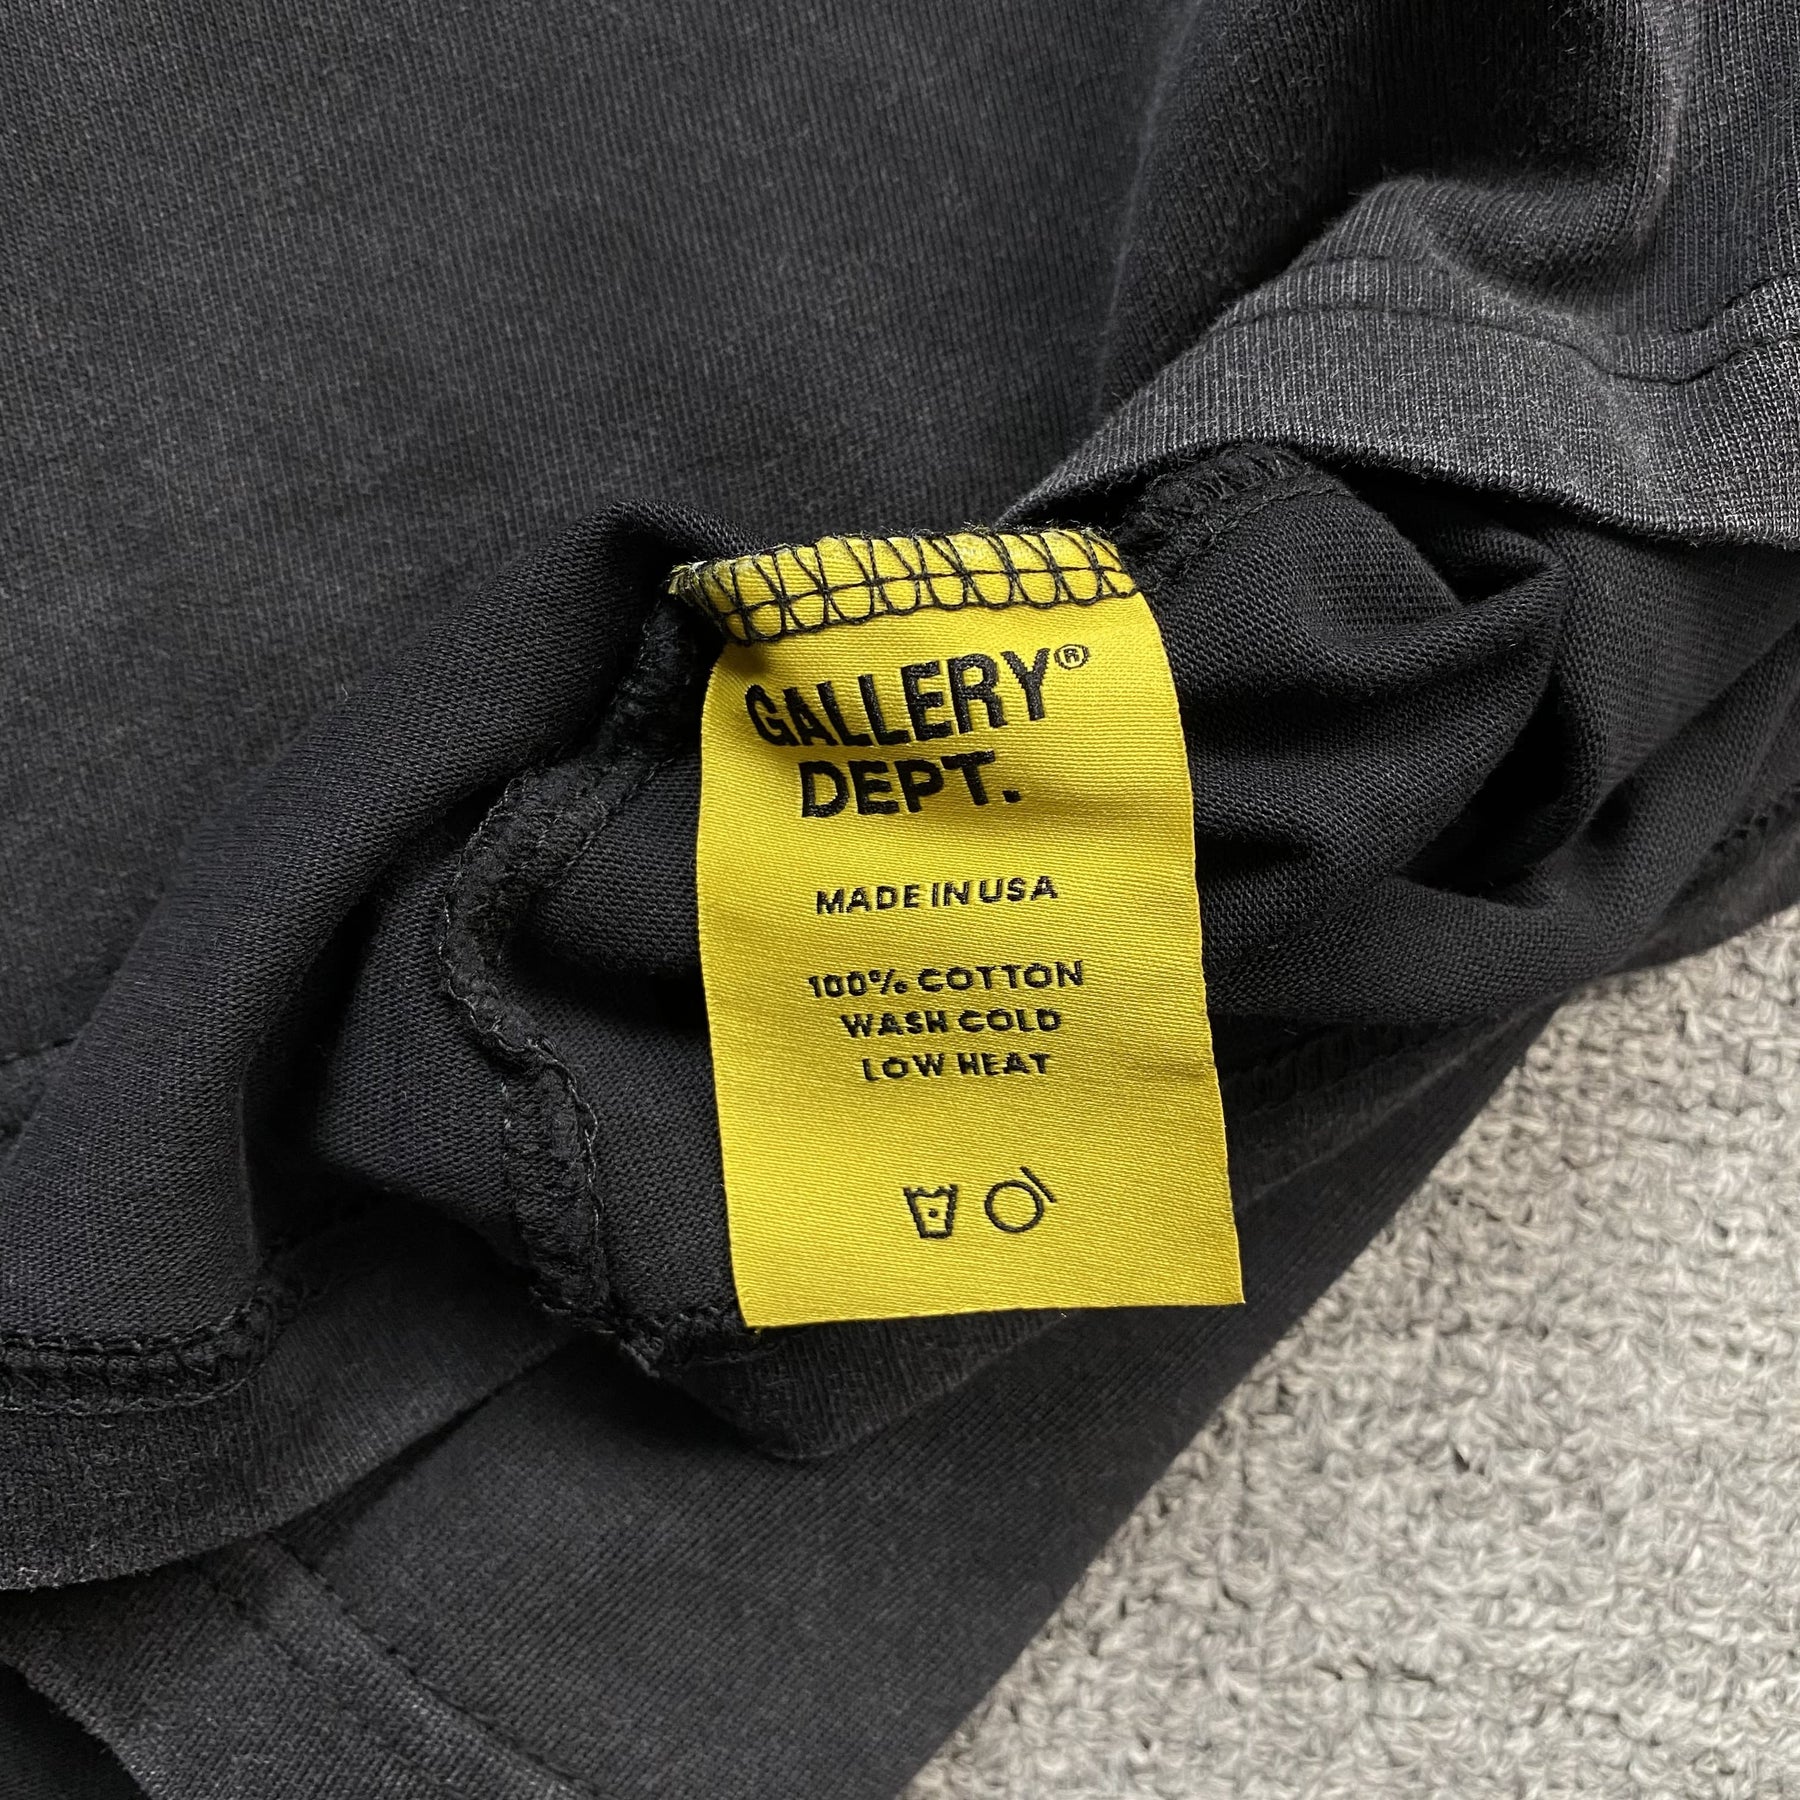 GALLERY®
DEPT.
MADE IN USA
100% COTTON
WASH COLD
LOW HEAT